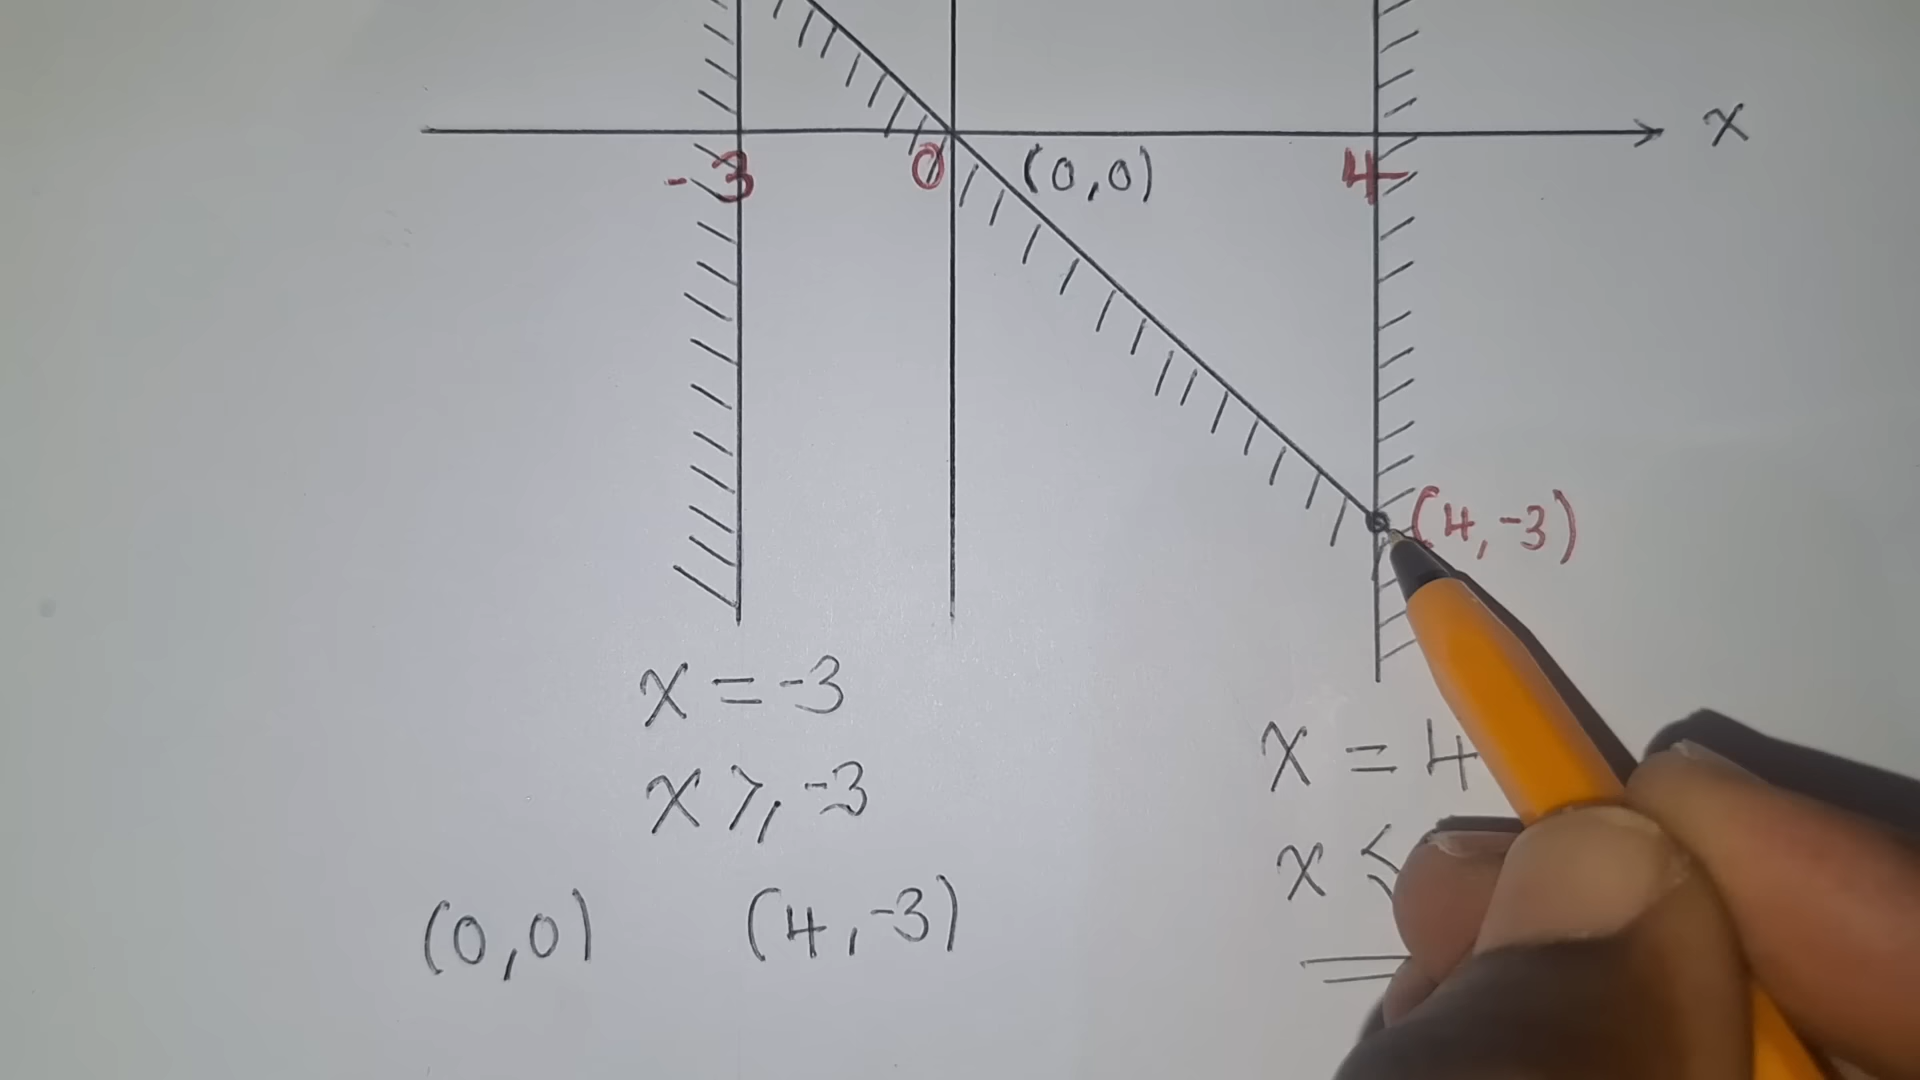 x
-3 0 (0,0) 4
(4,-3)
x = -3
x = 4
x ⩾ -3
x ⩽
(0,0) (4,-3)